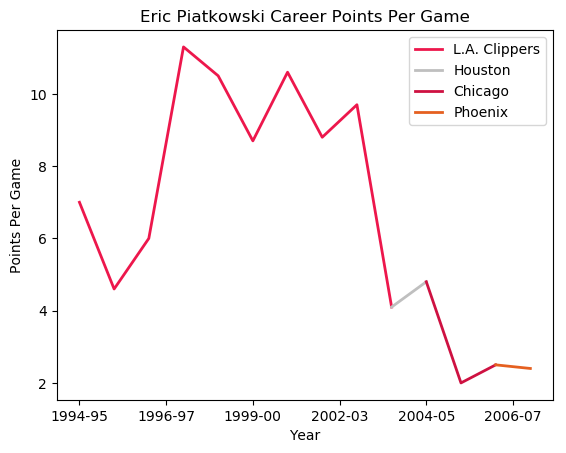 Eric Piatkowski Career Points Per Game
L.A. Clippers
Houston
Chicago
Phoenix
Points Per Game
10
8
6
4
2
1994-95 1996-97 1999-00 2002-03 2004-05 2006-07
Year